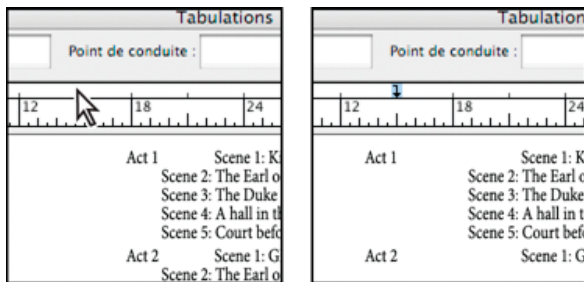 Tabulations
Point de conduite :
12 18 24
Act 1 Scene 1: K
Scene 2: The Earl o
Scene 3: The Duke
Scene 4: A hall in th
Scene 5: Court befo
Act 2 Scene 1: G
Scene 2: The Earl o
Tabulation
Point de conduite :
12 18 24
Act 1 Scene 1: K
Scene 2: The Earl o
Scene 3: The Duke
Scene 4: A hall in t
Scene 5: Court befo
Act 2 Scene 1: G